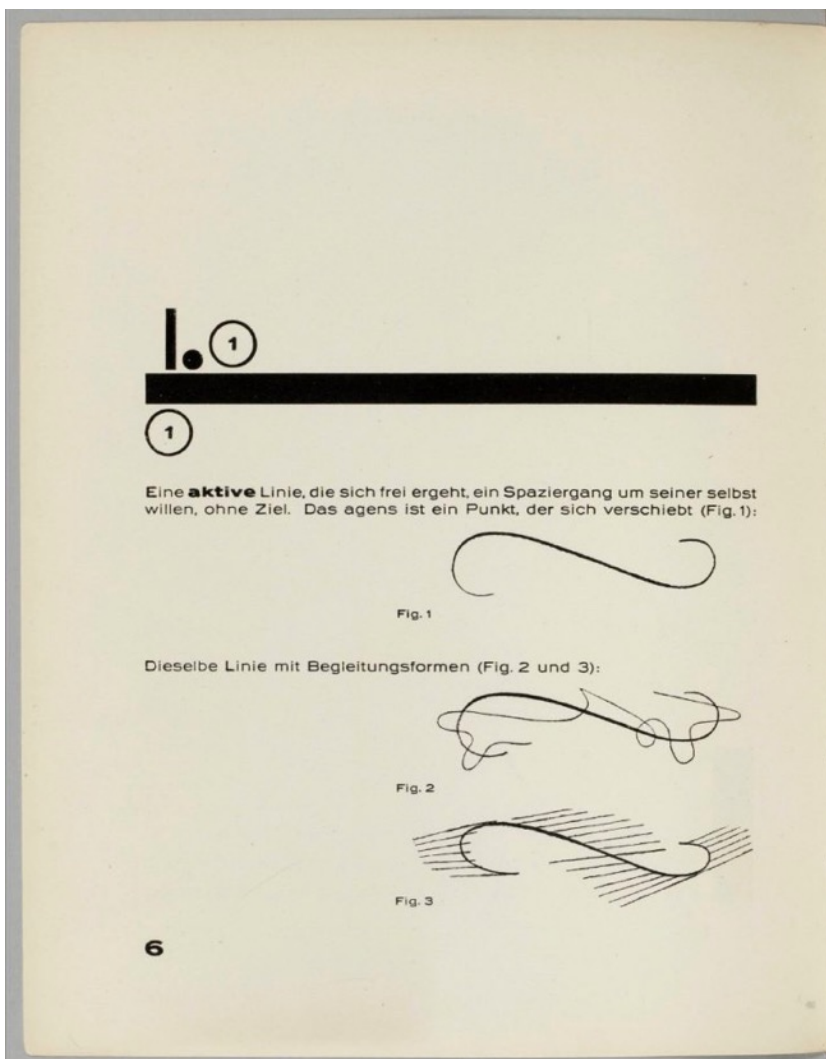 I. 1
1
Eine aktive Linie, die sich frei ergeht, ein Spaziergang um seiner selbst
willen, ohne Ziel. Das agens ist ein Punkt, der sich verschiebt (Fig. 1):
Fig. 1
Dieselbe Linie mit Begleitungsformen (Fig. 2 und 3):
Fig. 2
Fig. 3
6